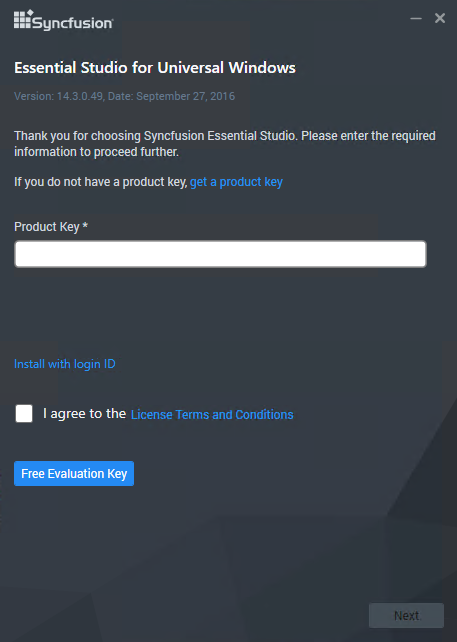 Syncfusion
Essential Studio for Universal Windows
Version: 14.3.0.49, Date: September 27, 2016
Thank you for choosing Syncfusion Essential Studio. Please enter the required
information to proceed further.
If you do not have a product key, get a product key
Product Key *
Install with login ID
I agree to the License Terms and Conditions
Free Evaluation Key
Next